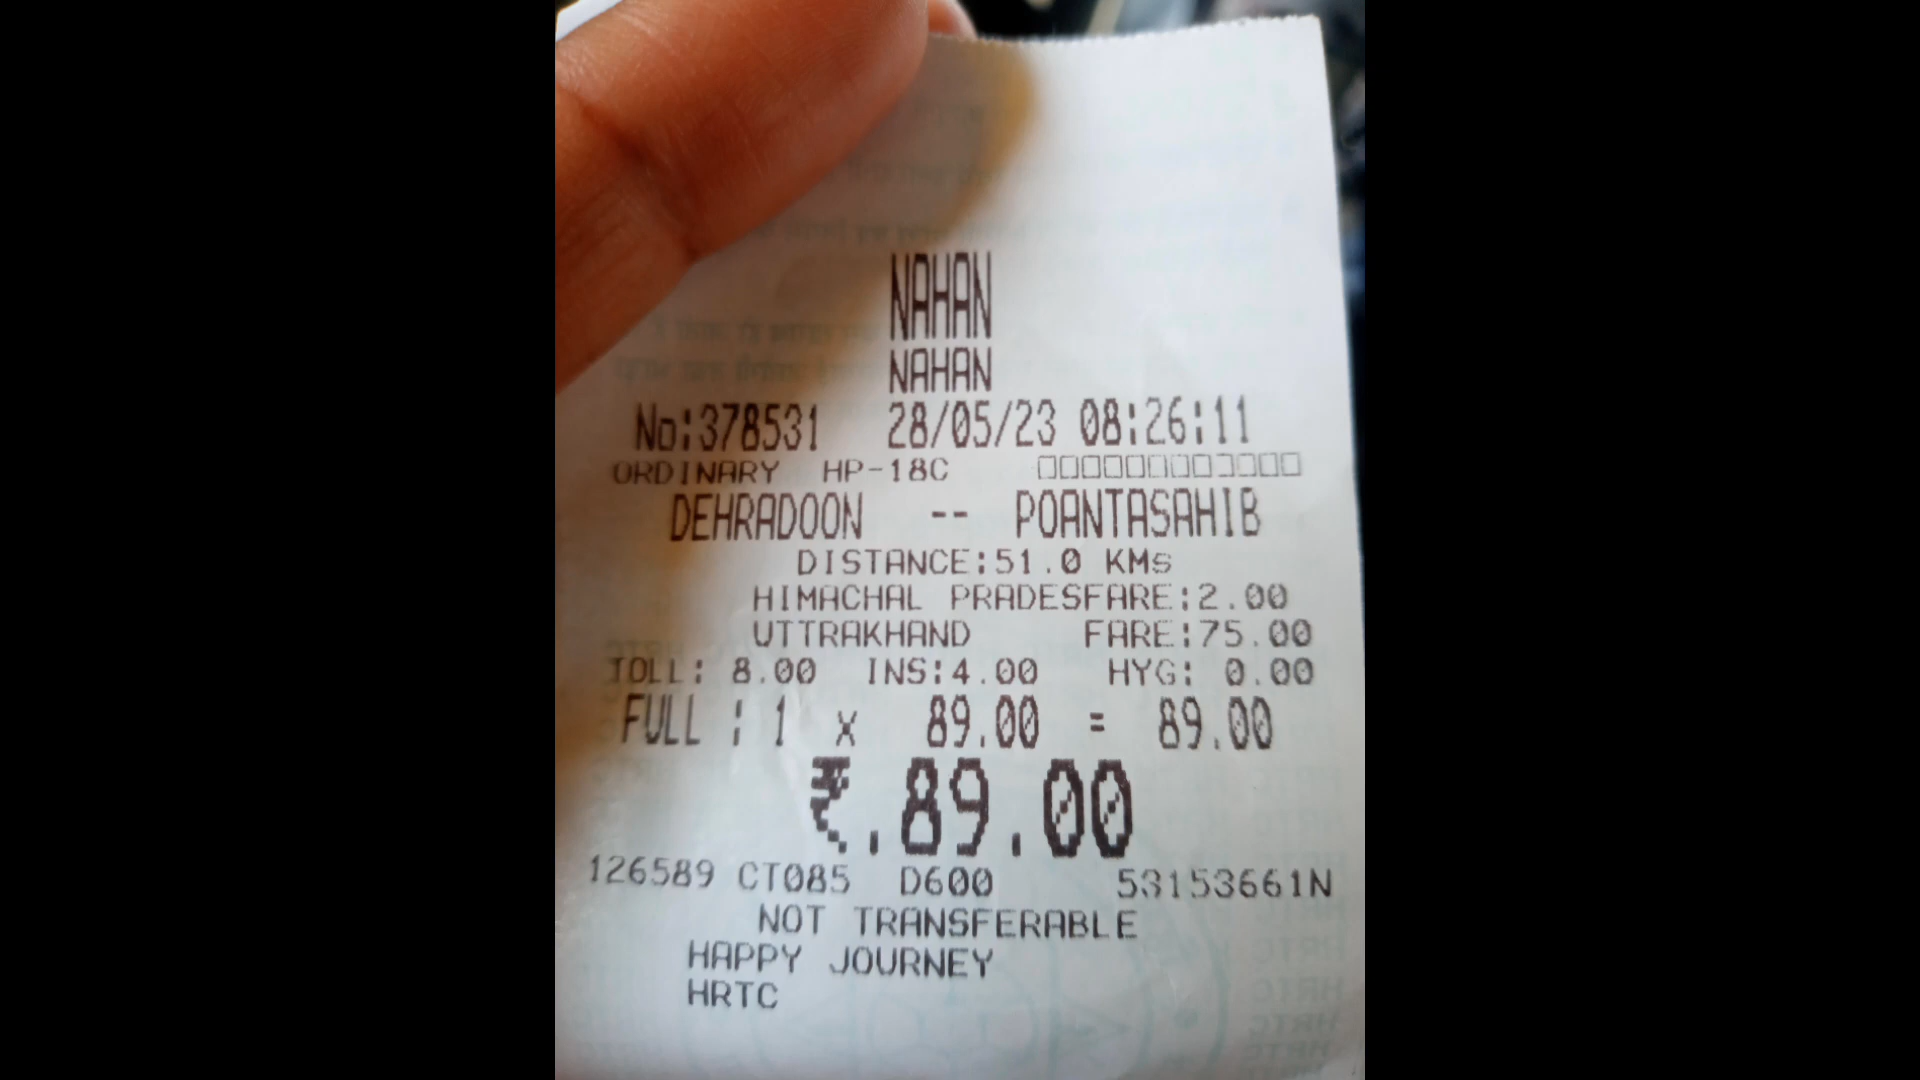 NAHAN
NAHAN
No:378531 28/05/23 08:26:11
ORDINARY HP-18C
DEHRADOON -- POANTASAHIB
DISTANCE:51.0 KMs
HIMACHAL PRADESFARE:2.00
UTTRAKHAND FARE:75.00
TOLL: 8.00 INS:4.00 HYG: 0.00
FULL : 1 x 89.00 = 89.00
₹.89.00
126589 CT085 D600 53153661N
NOT TRANSFERABLE
HAPPY JOURNEY
HRTC